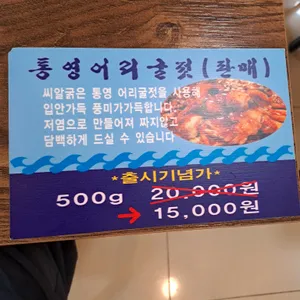 통영어리굴젓(판매)
씨알굵은 통영 어리굴젓을 사용해
입안가득 풍미가가득합니다.
저염으로 만들어져 짜지않고
담백하게 드실 수 있습니다
★출시기념가★
500g 20,000원
→ 15,000원